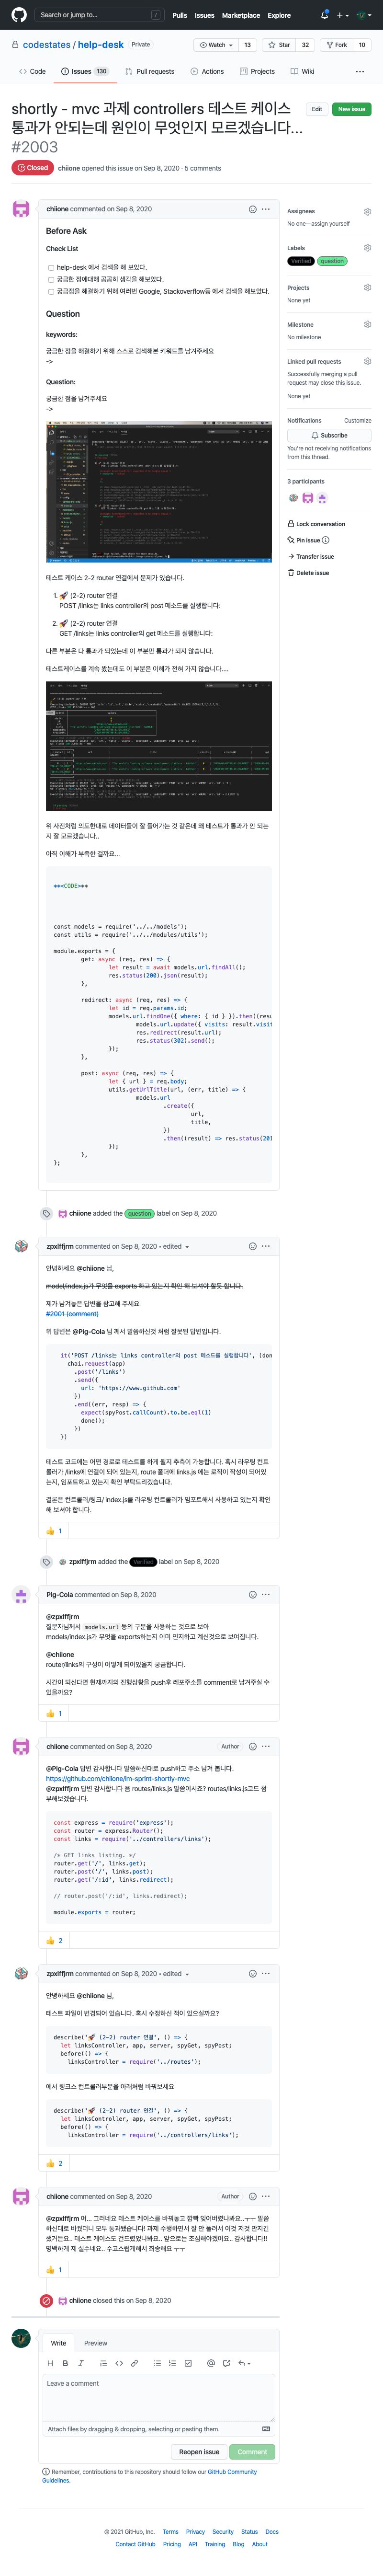 Search or jump to...
/
Pulls Issues Marketplace Explore
codestates / help-desk Private
Watch 13 Star 32 Fork 10
Code Issues 130 Pull requests Actions Projects Wiki
shortly - mvc 과제 controllers 테스트 케이스
통과가 안되는데 원인이 무엇인지 모르겠습니다...
#2003
Edit New issue
Closed chiione opened this issue on Sep 8, 2020 · 5 comments
chiione commented on Sep 8, 2020
Before Ask
Check List
help-desk 에서 검색을 해 보았다.
궁금한 점에대해 곰곰히 생각을 해보았다.
궁금점을 해결하기 위해 여러번 Google, Stackoverflow등 에서 검색을 해보았다.
Question
keywords:
궁금한 점을 해결하기 위해 스스로 검색해본 키워드를 남겨주세요
->
Question:
궁금한 점을 남겨주세요
->
테스트 케이스 2-2 router 연결에서 문제가 있습니다.
1. 🚀 (2-2) router 연결
POST /links는 links controller의 post 메소드를 실행합니다:
2. 🚀 (2-2) router 연결
GET /links는 links controller의 get 메소드를 실행합니다:
다른 부분은 다 통과가 되었는데 이 부분만 통과가 되지 않습니다.
테스트케이스를 계속 봤는데도 이 부분은 이해가 전혀 가지 않습니다....
위 사진처럼 의도한대로 데이터들이 잘 들어가는 것 같은데 왜 테스트가 통과가 안 되는
지 잘 모르겠습니다..
아직 이해가 부족한 걸까요...
**<CODE>**
const models = require('../../models');
const utils = require('../../modules/utils');
module.exports = {
get: async (req, res) => {
let result = await models.url.findAll();
res.status(200).json(result);
},
redirect: async (req, res) => {
let id = req.params.id;
models.url.findOne({ where: { id } }).then((resu
models.url.update({ visits: result.visit
res.redirect(result.url);
res.status(302).send();
});
},
post: async (req, res) => {
let { url } = req.body;
utils.getUrlTitle(url, (err, title) => {
models.url
.create({
url,
title,
})
.then((result) => res.status(201
});
},
};
chiione added the question label on Sep 8, 2020
zpxlffjrm commented on Sep 8, 2020 • edited
안녕하세요 @chiione 님,
model/index.js가 무엇를 exports 하고 있는지 확인 해 보셔야 할듯 합니다.
제가 남겨놓은 답변을 참고해 주세요
#2001 (comment)
위 답변은 @Pig-Cola 님 께서 말씀하신것 처럼 잘못된 답변입니다.
it('POST /links는 links controller의 post 메소드를 실행합니다', (don
chai.request(app)
.post('/links')
.send({
url: 'https://www.github.com'
})
.end((err, resp) => {
expect(spyPost.callCount).to.be.eql(1)
done();
})
})
테스트 코드에는 어떤 경로로 테스트를 하게 될지 추측이 가능합니다. 혹시 라우팅 컨트
롤러가 /links에 연결이 되어 있는지, route 폴더에 links.js 에는 로직이 작성이 되어있
는지, 임포트하고 있는지 확인 부탁드리겠습니다.
결론은 컨트롤러/링크/ index.js를 라우팅 컨트롤러가 임포트해서 사용하고 있는지 확인
해 보셔야 합니다.
👍 1
zpxlffjrm added the Verified label on Sep 8, 2020
Pig-Cola commented on Sep 8, 2020
@zpxlffjrm
질문자님께서 models.url 등의 구문을 사용하는 것으로 보아
models/index.js가 무엇을 exports하는지 이미 인지하고 계신것으로 보여집니다.
@chiione
router/links의 구성이 어떻게 되어있을지 궁금합니다.
시간이 되신다면 현재까지의 진행상황을 push후 레포주소를 comment로 남겨주실 수
있을까요?
👍 1
chiione commented on Sep 8, 2020
Author
@Pig-Cola 답변 감사합니다 말씀하신대로 push하고 주소 남겨 봅니다.
https://github.com/chiione/im-sprint-shortly-mvc
@zpxlffjrm 답변 감사합니다 음 routes/links.js 말씀이시죠? routes/links.js코드 첨
부해보겠습니다.
const express = require('express');
const router = express.Router();
const links = require('../controllers/links');
/* GET links listing. */
router.get('/', links.get);
router.post('/', links.post);
router.get('/:id', links.redirect);
// router.post('/:id', links.redirect);
module.exports = router;
👍 2
zpxlffjrm commented on Sep 8, 2020 • edited
안녕하세요 @chiione 님,
테스트 파일이 변경되어 있습니다. 혹시 수정하신 적이 있으실까요?
describe('🚀 (2-2) router 연결', () => {
let linksController, app, server, spyGet, spyPost;
before(() => {
linksController = require('../routes');
에서 링크스 컨트롤러부분을 아래처럼 바꿔보세요
describe('🚀 (2-2) router 연결', () => {
let linksController, app, server, spyGet, spyPost;
before(() => {
linksController = require('../controllers/links');
👍 2
chiione commented on Sep 8, 2020
Author
@zpxlffjrm 어... 그러네요 테스트 케이스를 바꿔놓고 깜빡 잊어버렸나봐요..ㅜㅜ 말씀
하신대로 바꿨더니 모두 통과됐습니다! 과제 수행하면서 잘 안 풀려서 이것 저것 만지긴
했거든요.. 테스트 케이스도 건드렸었나봐요.. 앞으로는 조심해야겠어요.. 감사합니다!!
명백하게 제 실수네요.. 수고스럽게해서 죄송해요 ㅜㅜ
👍 1
chiione closed this on Sep 8, 2020
Write Preview
Leave a comment
Attach files by dragging & dropping, selecting or pasting them.
Reopen issue Comment
Remember, contributions to this repository should follow our GitHub Community
Guidelines.
Assignees
No one—assign yourself
Labels
Verified question
Projects
None yet
Milestone
No milestone
Linked pull requests
Successfully merging a pull
request may close this issue.
None yet
Notifications Customize
Subscribe
You're not receiving notifications
from this thread.
3 participants
Lock conversation
Pin issue
Transfer issue
Delete issue
© 2021 GitHub, Inc. Terms Privacy Security Status Docs
Contact GitHub Pricing API Training Blog About